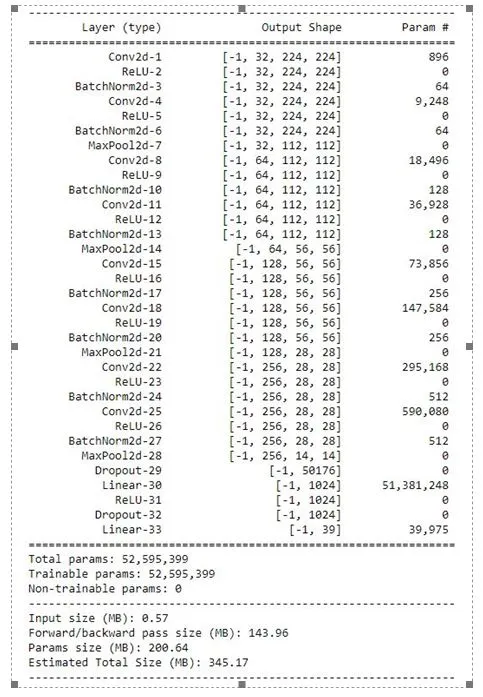 ----------------------------------------------------------------
Layer (type) Output Shape Param #
================================================================
Conv2d-1 [-1, 32, 224, 224] 896
ReLU-2 [-1, 32, 224, 224] 0
BatchNorm2d-3 [-1, 32, 224, 224] 64
Conv2d-4 [-1, 32, 224, 224] 9,248
ReLU-5 [-1, 32, 224, 224] 0
BatchNorm2d-6 [-1, 32, 224, 224] 64
MaxPool2d-7 [-1, 32, 112, 112] 0
Conv2d-8 [-1, 64, 112, 112] 18,496
ReLU-9 [-1, 64, 112, 112] 0
BatchNorm2d-10 [-1, 64, 112, 112] 128
Conv2d-11 [-1, 64, 112, 112] 36,928
ReLU-12 [-1, 64, 112, 112] 0
BatchNorm2d-13 [-1, 64, 112, 112] 128
MaxPool2d-14 [-1, 64, 56, 56] 0
Conv2d-15 [-1, 128, 56, 56] 73,856
ReLU-16 [-1, 128, 56, 56] 0
BatchNorm2d-17 [-1, 128, 56, 56] 256
Conv2d-18 [-1, 128, 56, 56] 147,584
ReLU-19 [-1, 128, 56, 56] 0
BatchNorm2d-20 [-1, 128, 56, 56] 256
MaxPool2d-21 [-1, 128, 28, 28] 0
Conv2d-22 [-1, 256, 28, 28] 295,168
ReLU-23 [-1, 256, 28, 28] 0
BatchNorm2d-24 [-1, 256, 28, 28] 512
Conv2d-25 [-1, 256, 28, 28] 590,080
ReLU-26 [-1, 256, 28, 28] 0
BatchNorm2d-27 [-1, 256, 28, 28] 512
MaxPool2d-28 [-1, 256, 14, 14] 0
Dropout-29 [-1, 50176] 0
Linear-30 [-1, 1024] 51,381,248
ReLU-31 [-1, 1024] 0
Dropout-32 [-1, 1024] 0
Linear-33 [-1, 39] 39,975
================================================================
Total params: 52,595,399
Trainable params: 52,595,399
Non-trainable params: 0
----------------------------------------------------------------
Input size (MB): 0.57
Forward/backward pass size (MB): 143.96
Params size (MB): 200.64
Estimated Total Size (MB): 345.17
----------------------------------------------------------------